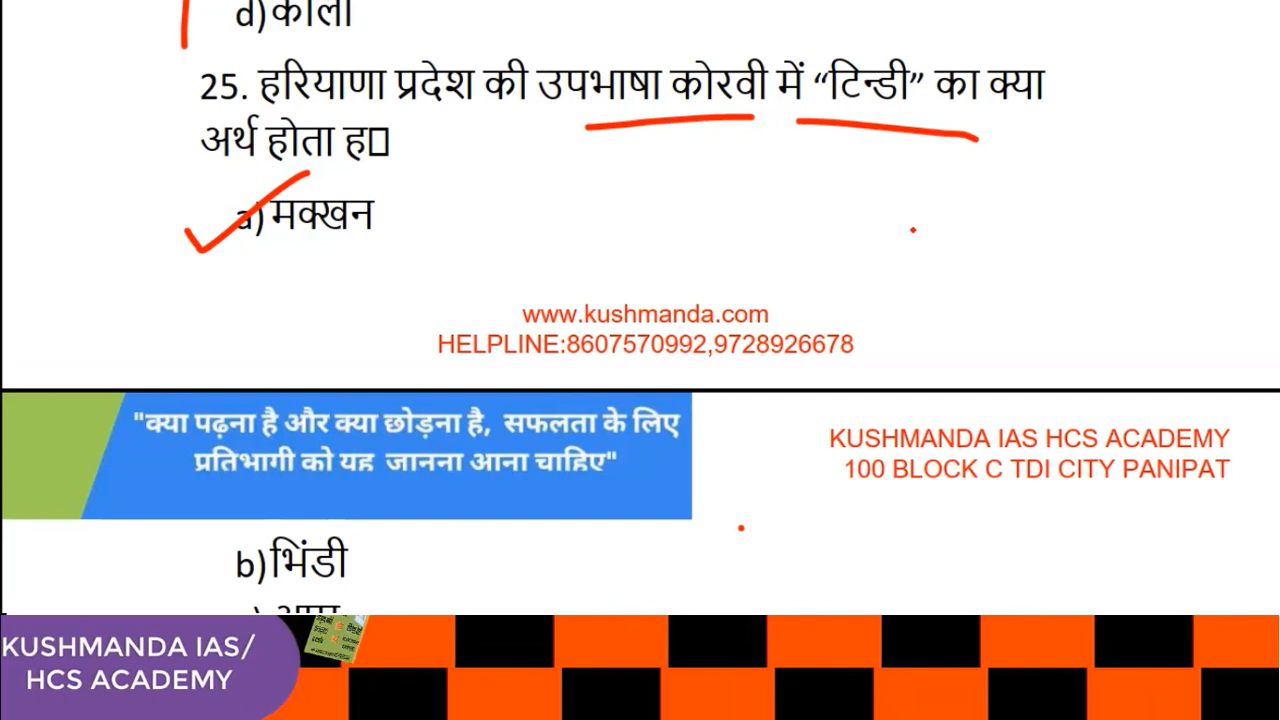 d)काला
25. हरियाणा प्रदेश की उपभाषा कोरवी में “टिन्डी” का क्या
अर्थ होता ह
a)मक्खन
www.kushmanda.com
HELPLINE:8607570992,9728926678
"क्या पढ़ना है और क्या छोड़ना है, सफलता के लिए
प्रतिभागी को यह जानना आना चाहिए"
KUSHMANDA IAS HCS ACADEMY
100 BLOCK C TDI CITY PANIPAT
b)भिंडी
KUSHMANDA IAS/
HCS ACADEMY